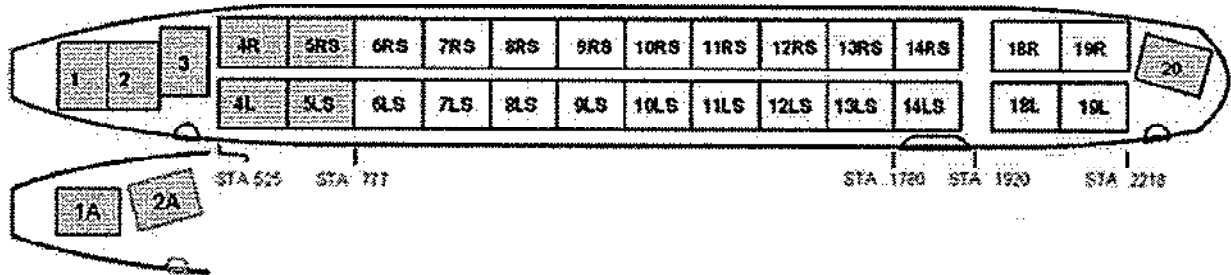 4R 5RS 6RS 7RS 8RS 9RS 10RS 11RS 12RS 13RS 14RS 18R 19R
1 2 3 20
4L 5LS 6LS 7LS 8LS 9LS 10LS 11LS 12LS 13LS 14LS 18L 19L
STA 525 STA 777 STA 1780 STA 1920 STA 2218
1A 2A